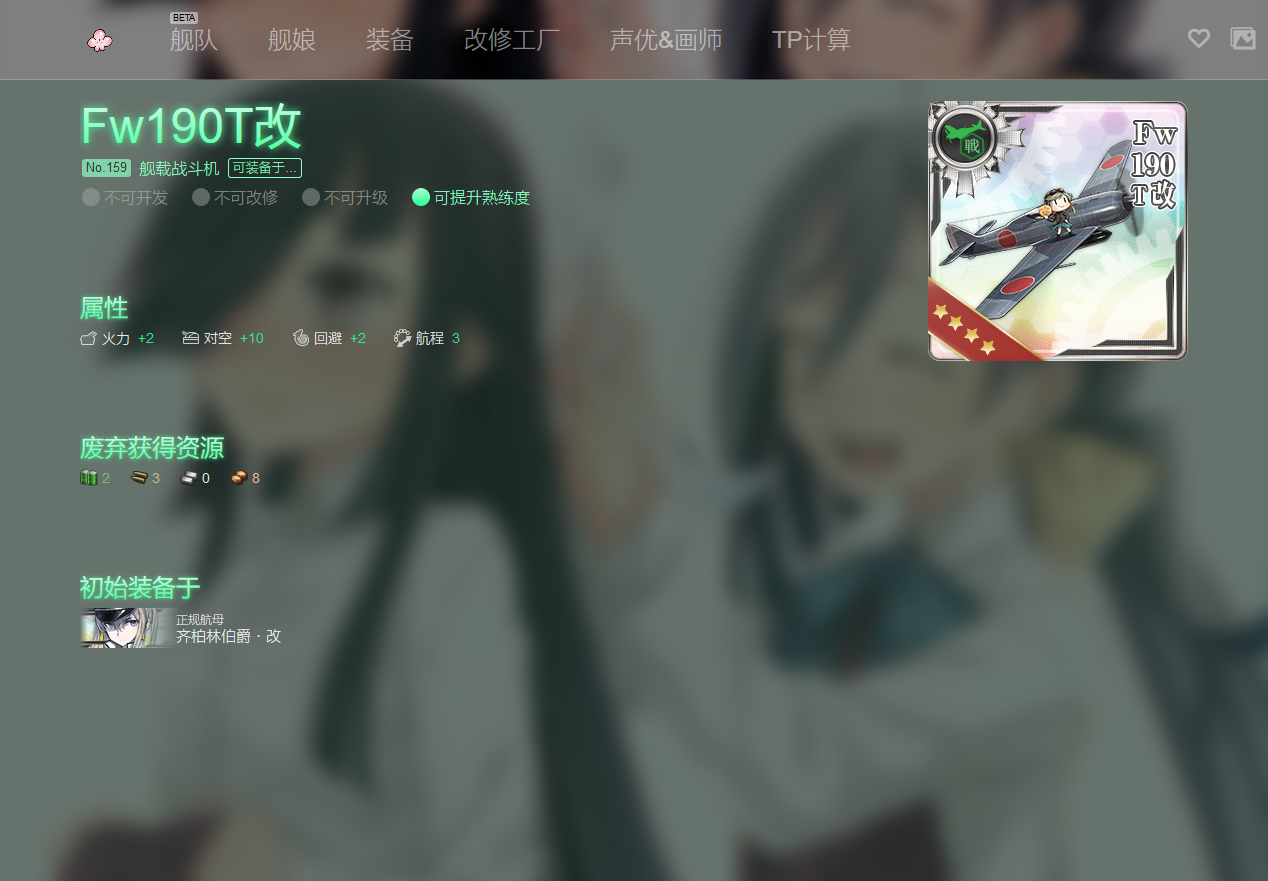 BETA
舰队 舰娘 装备 改修工厂 声优&画师 TP计算
Fw190T改
No.159 舰载战斗机 可装备于...
不可开发 不可改修 不可升级 可提升熟练度
戦
Fw
190
T改
属性
火力 +2 对空 +10 回避 +2 航程 3
废弃获得资源
2 3 0 8
初始装备于
正规航母
齐柏林伯爵·改